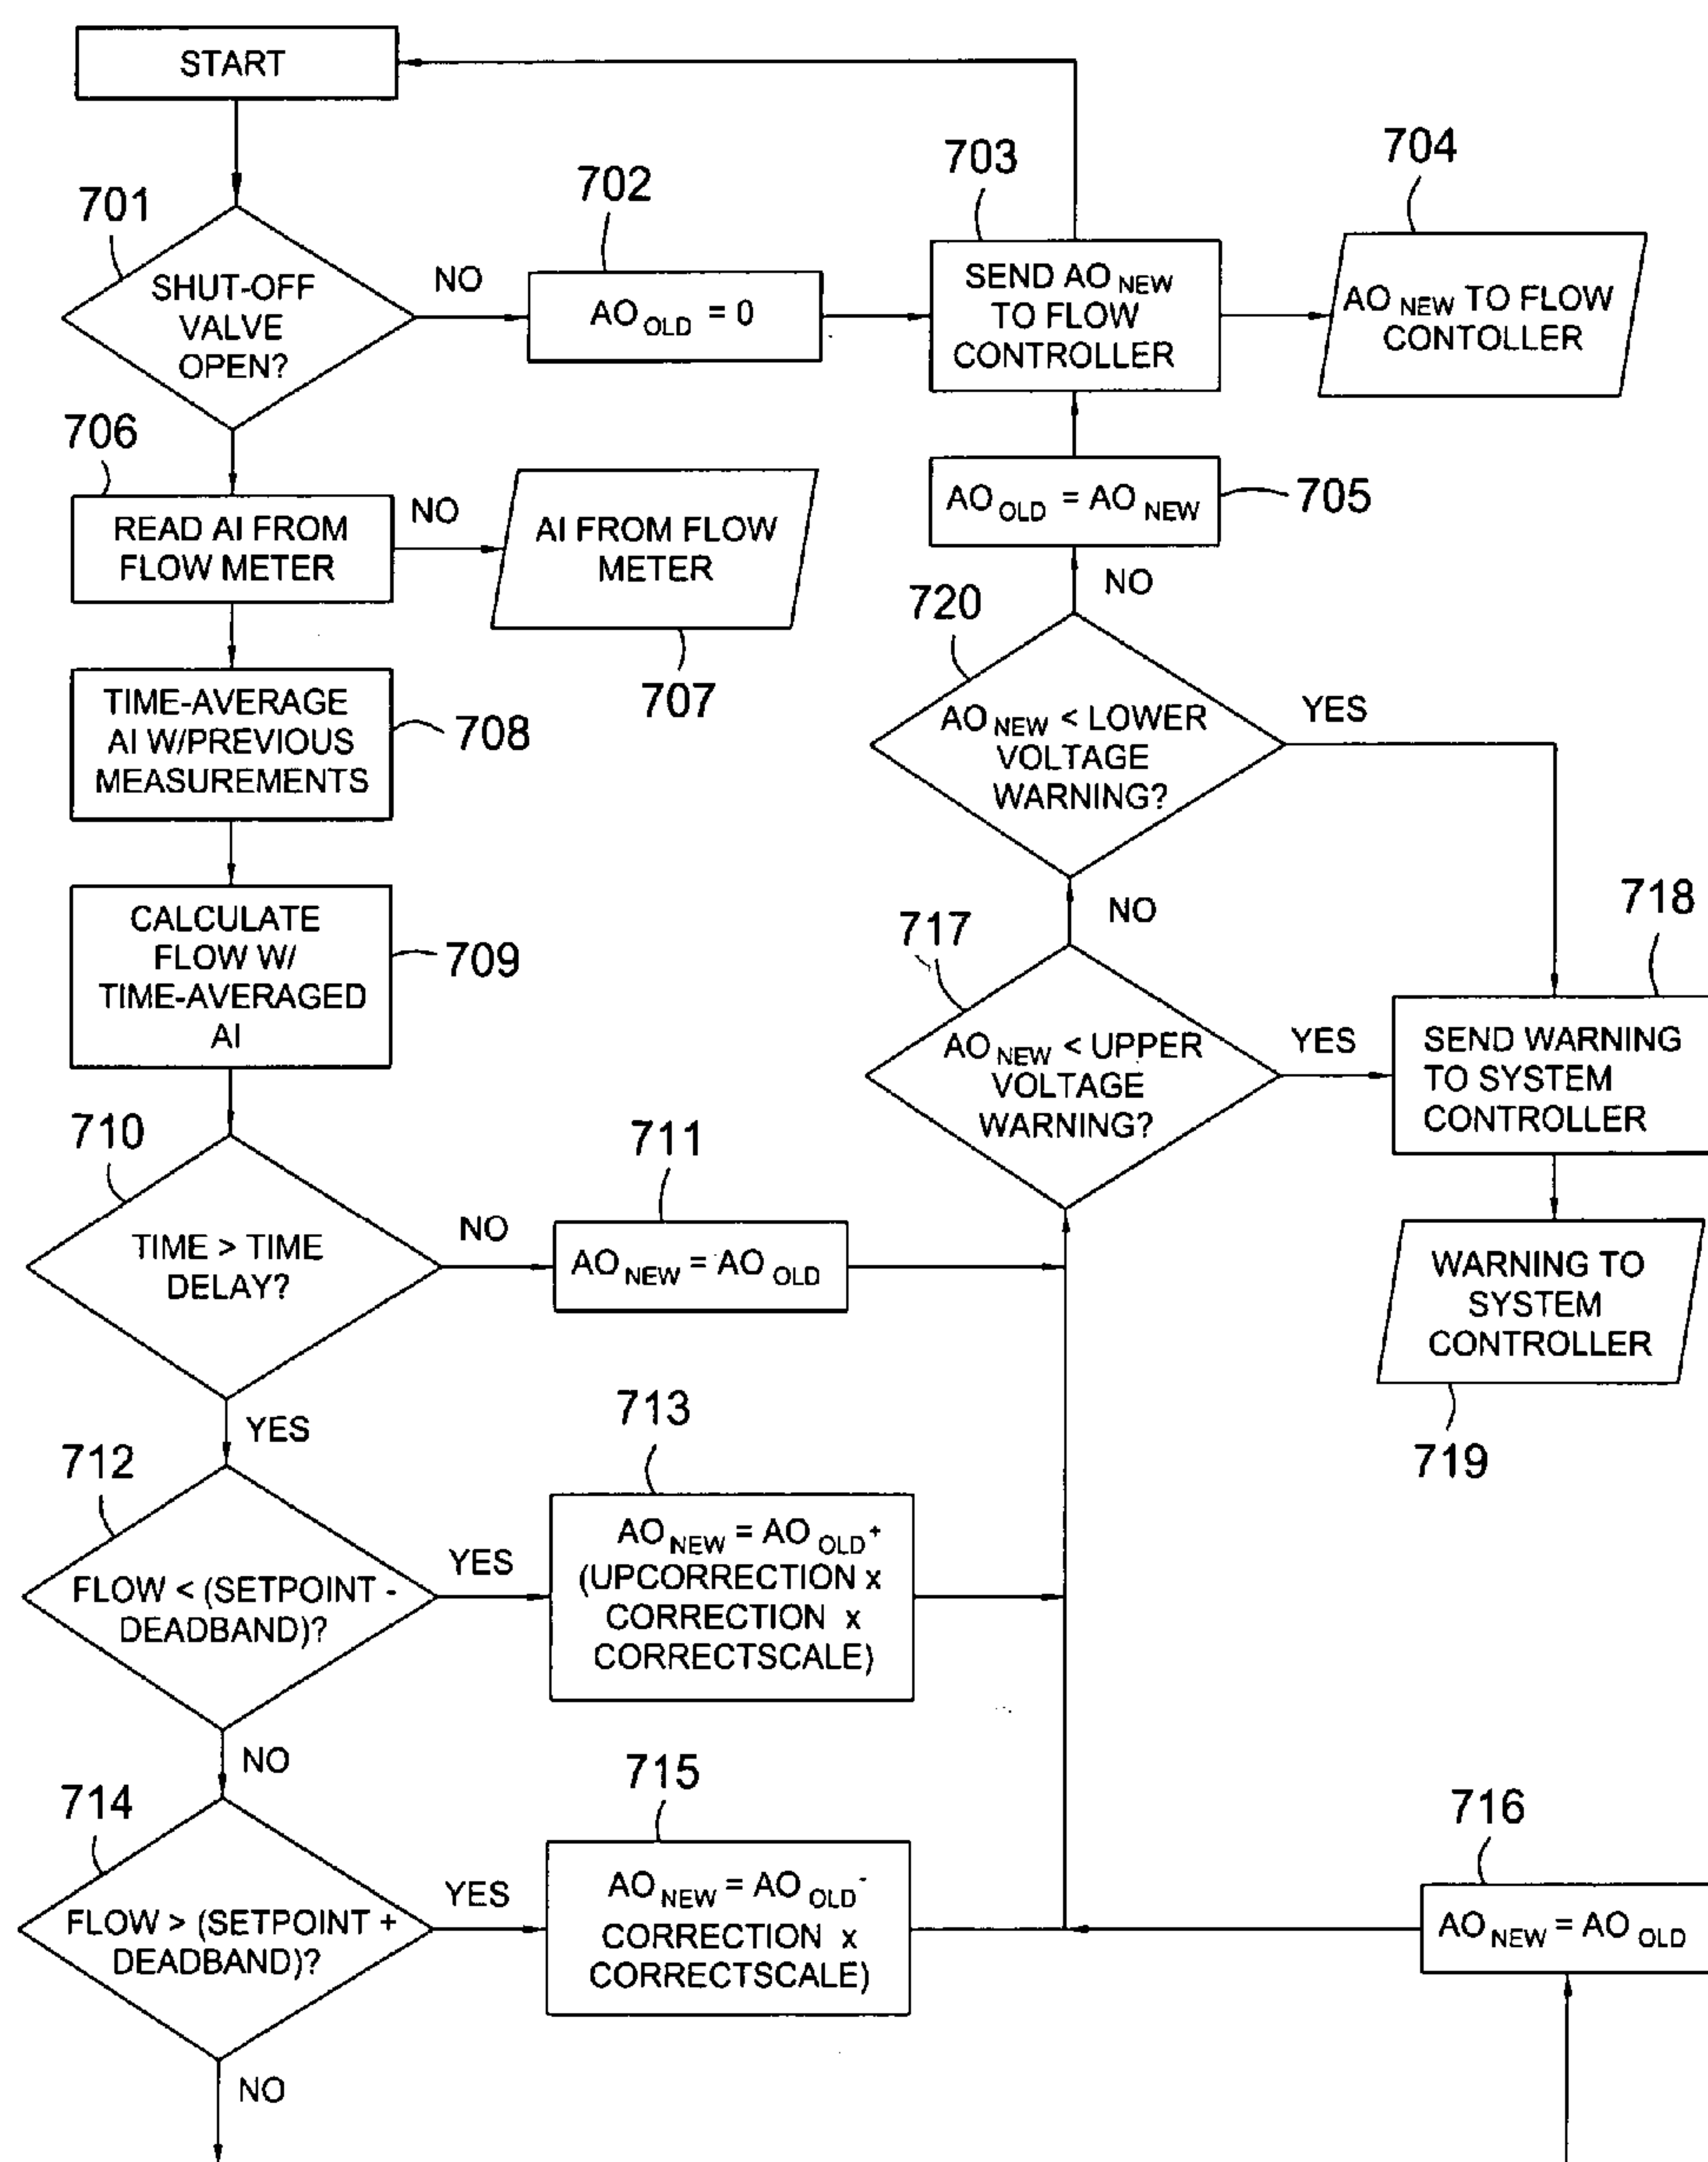 START
701
SHUT-OFF
VALVE
OPEN?
NO
702
AO OLD = 0
703
SEND AO NEW
TO FLOW
CONTROLLER
704
AO NEW TO FLOW
CONTOLLER
706
READ AI FROM
FLOW METER
NO
AI FROM FLOW
METER
707
AO OLD = AO NEW
705
NO
720
AO NEW < LOWER
VOLTAGE
WARNING?
YES
TIME-AVERAGE
AI W/PREVIOUS
MEASUREMENTS
708
CALCULATE
FLOW W/
TIME-AVERAGED
AI
709
NO
717
AO NEW < UPPER
VOLTAGE
WARNING?
YES
718
SEND WARNING
TO SYSTEM
CONTROLLER
WARNING TO
SYSTEM
CONTROLLER
719
710
TIME > TIME
DELAY?
NO
711
AO NEW = AO OLD
YES
712
FLOW < (SETPOINT -
DEADBAND)?
YES
713
AO NEW = AO OLD +
(UPCORRECTION x
CORRECTION x
CORRECTSCALE)
NO
714
FLOW > (SETPOINT +
DEADBAND)?
YES
715
AO NEW = AO OLD -
CORRECTION x
CORRECTSCALE)
716
AO NEW = AO OLD
NO